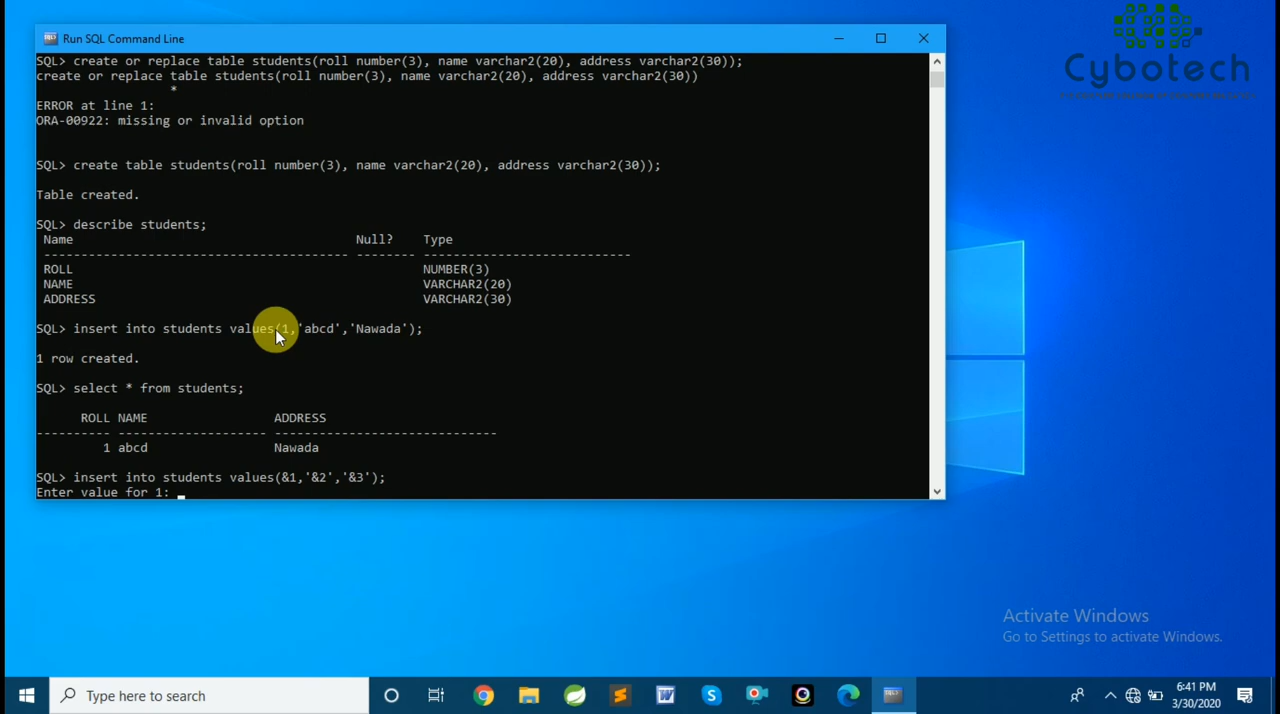 Run SQL Command Line
SQL> create or replace table students(roll number(3), name varchar2(20), address varchar2(30));
create or replace table students(roll number(3), name varchar2(20), address varchar2(30))
*
ERROR at line 1:
ORA-00922: missing or invalid option
SQL> create table students(roll number(3), name varchar2(20), address varchar2(30));
Table created.
SQL> describe students;
Name Null? Type
----------------------------------------- -------- ----------------------------
ROLL NUMBER(3)
NAME VARCHAR2(20)
ADDRESS VARCHAR2(30)
SQL> insert into students values(1,'abcd','Nawada');
1 row created.
SQL> select * from students;
ROLL NAME ADDRESS
---------- -------------------- ------------------------------
1 abcd Nawada
SQL> insert into students values(&1,'&2','&3');
Enter value for 1:
Cybotech
Activate Windows
Go to Settings to activate Windows.
Type here to search
6:41 PM
3/30/2020